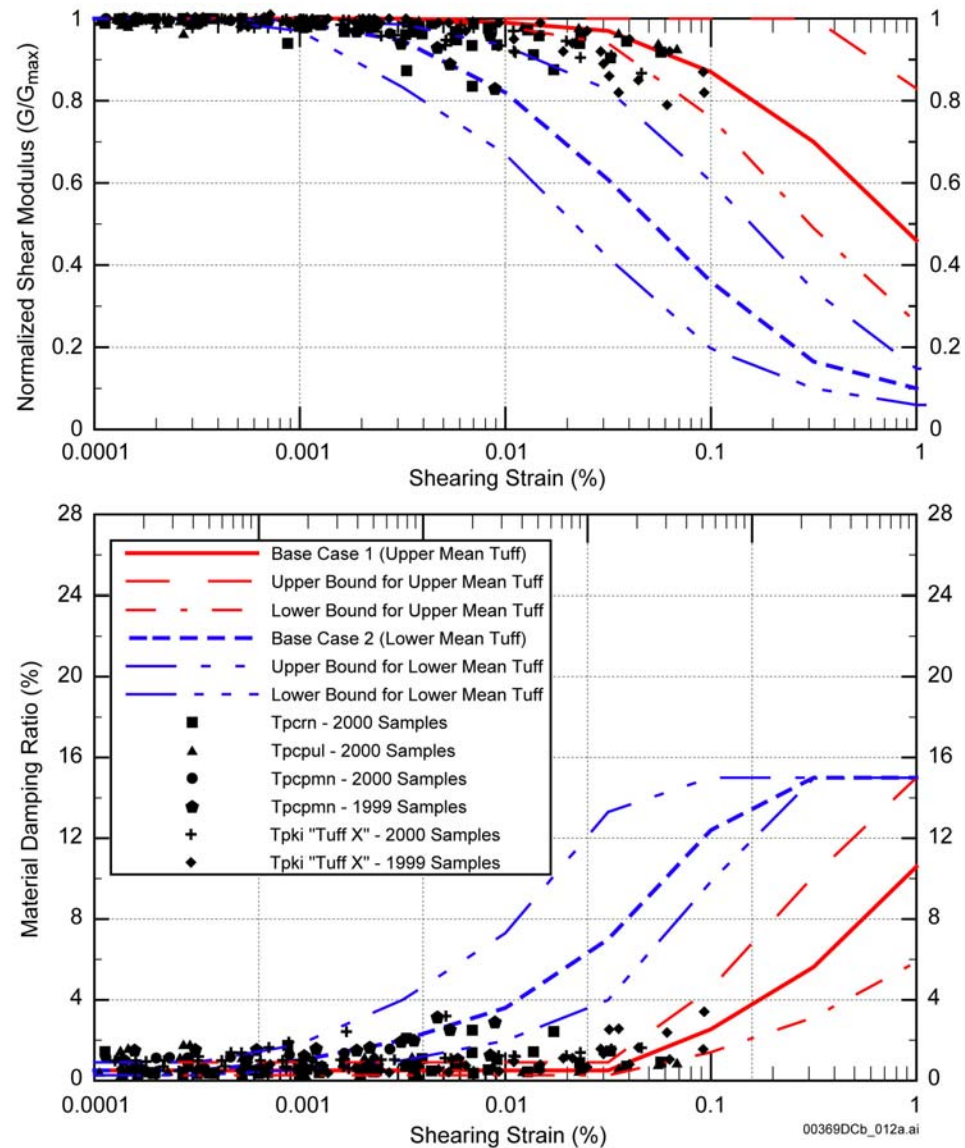 1
0.8
0.6
0.4
0.2
0
1
0.8
0.6
0.4
0.2
0
Normalized Shear Modulus (G/Gmax)
0.0001
0.001
0.01
0.1
1
Shearing Strain (%)
28
24
20
16
12
8
4
0
28
24
20
16
12
8
4
0
Material Damping Ratio (%)
Base Case 1 (Upper Mean Tuff)
Upper Bound for Upper Mean Tuff
Lower Bound for Upper Mean Tuff
Base Case 2 (Lower Mean Tuff)
Upper Bound for Lower Mean Tuff
Lower Bound for Lower Mean Tuff
Tpcrn - 2000 Samples
Tpcpul - 2000 Samples
Tpcpmn - 2000 Samples
Tpcpmn - 1999 Samples
Tpki "Tuff X" - 2000 Samples
Tpki "Tuff X" - 1999 Samples
0.0001
0.001
0.01
0.1
1
Shearing Strain (%)
00369DCb_012a.ai